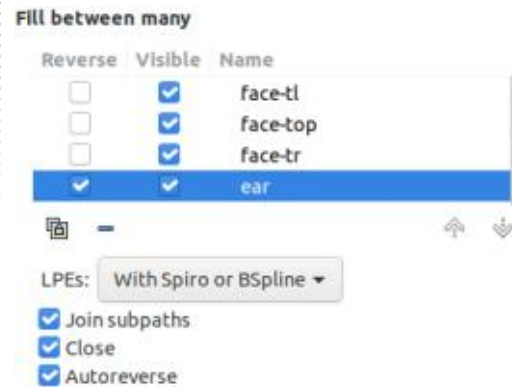 Fill between many
Reverse Visible Name
face-tl
face-top
face-tr
ear
LPEs: With Spiro or BSpline
Join subpaths
Close
Autoreverse